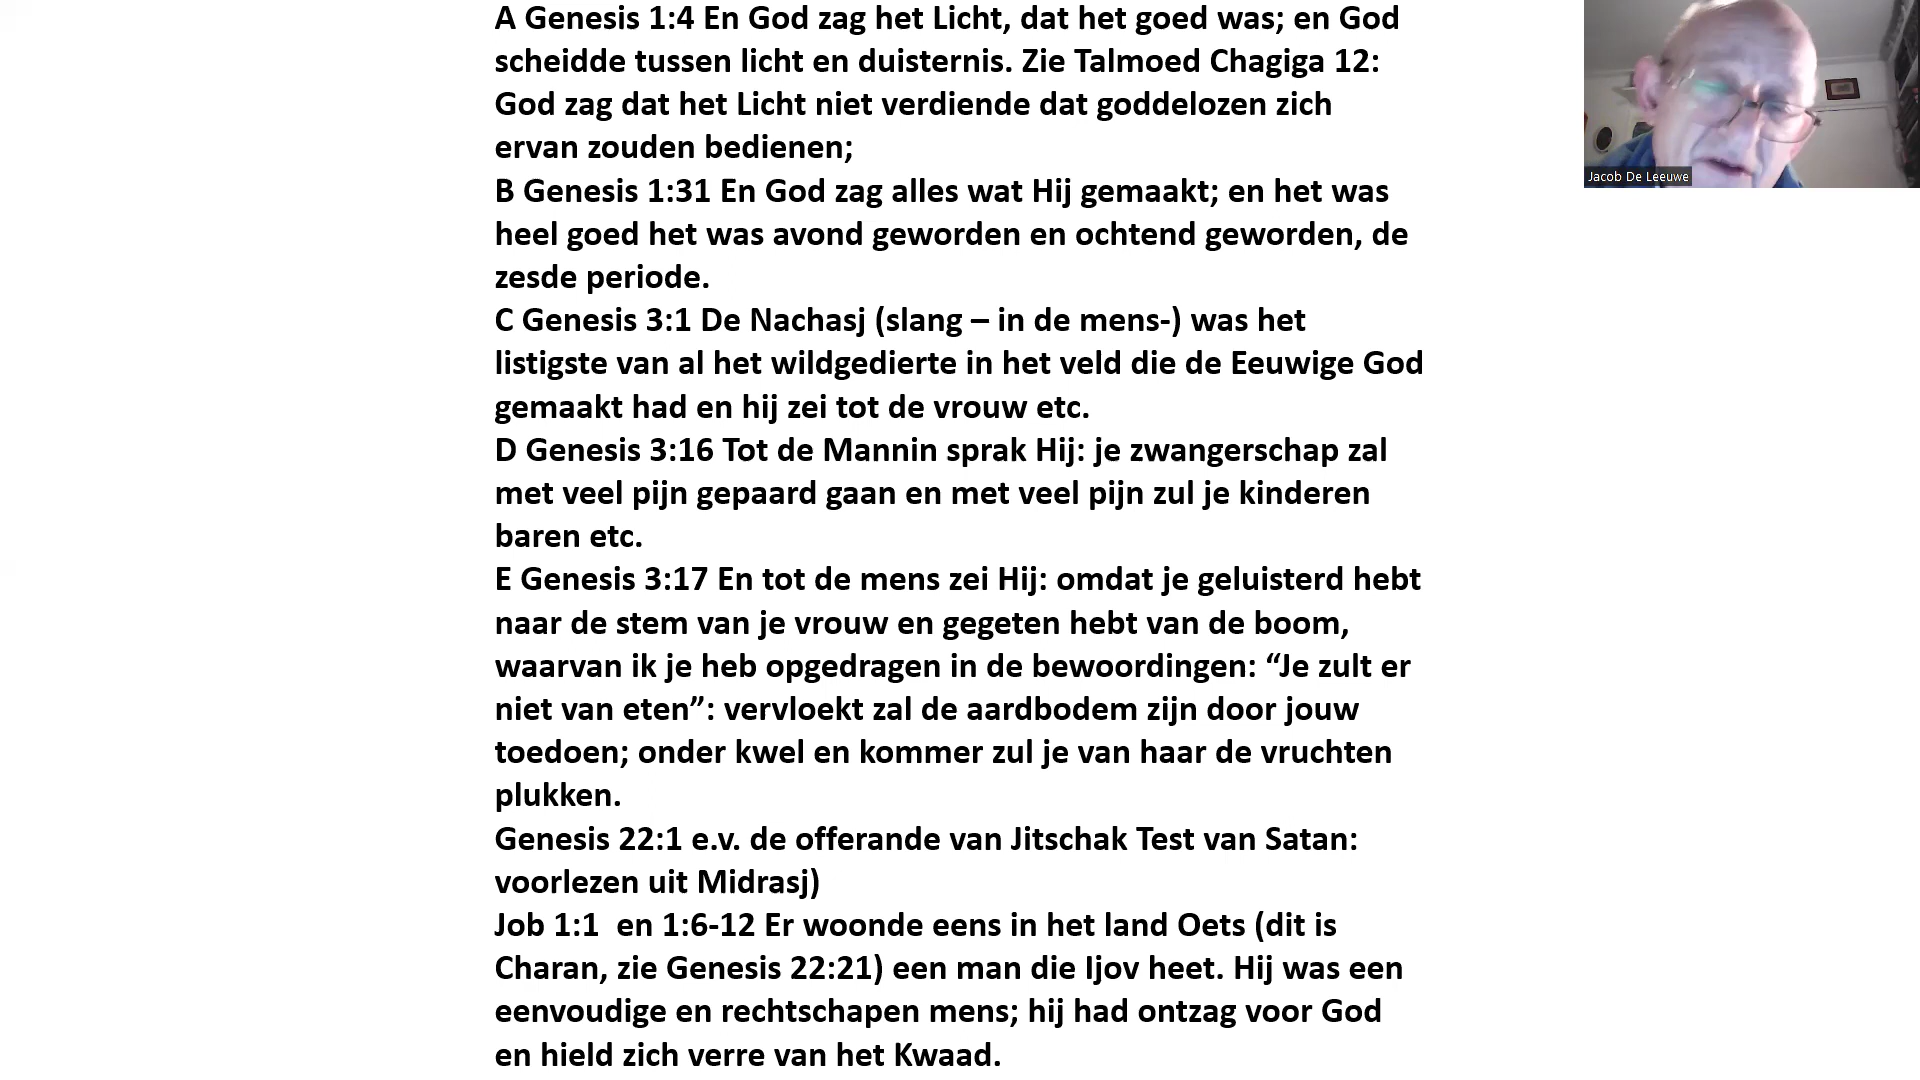 A Genesis 1:4 En God zag het Licht, dat het goed was; en God
scheidde tussen licht en duisternis. Zie Talmoed Chagiga 12:
God zag dat het Licht niet verdiende dat goddelozen zich
ervan zouden bedienen;
B Genesis 1:31 En God zag alles wat Hij gemaakt; en het was
heel goed het was avond geworden en ochtend geworden, de
zesde periode.
C Genesis 3:1 De Nachasj (slang – in de mens-) was het
listigste van al het wildgedierte in het veld die de Eeuwige God
gemaakt had en hij zei tot de vrouw etc.
D Genesis 3:16 Tot de Mannin sprak Hij: je zwangerschap zal
met veel pijn gepaard gaan en met veel pijn zul je kinderen
baren etc.
E Genesis 3:17 En tot de mens zei Hij: omdat je geluisterd hebt
naar de stem van je vrouw en gegeten hebt van de boom,
waarvan ik je heb opgedragen in de bewoordingen: “Je zult er
niet van eten”: vervloekt zal de aardbodem zijn door jouw
toedoen; onder kwel en kommer zul je van haar de vruchten
plukken.
Genesis 22:1 e.v. de offerande van Jitschak Test van Satan:
voorlezen uit Midrasj)
Job 1:1  en 1:6-12 Er woonde eens in het land Oets (dit is
Charan, zie Genesis 22:21) een man die Ijov heet. Hij was een
eenvoudige en rechtschapen mens; hij had ontzag voor God
en hield zich verre van het Kwaad.
Jacob De Leeuwe